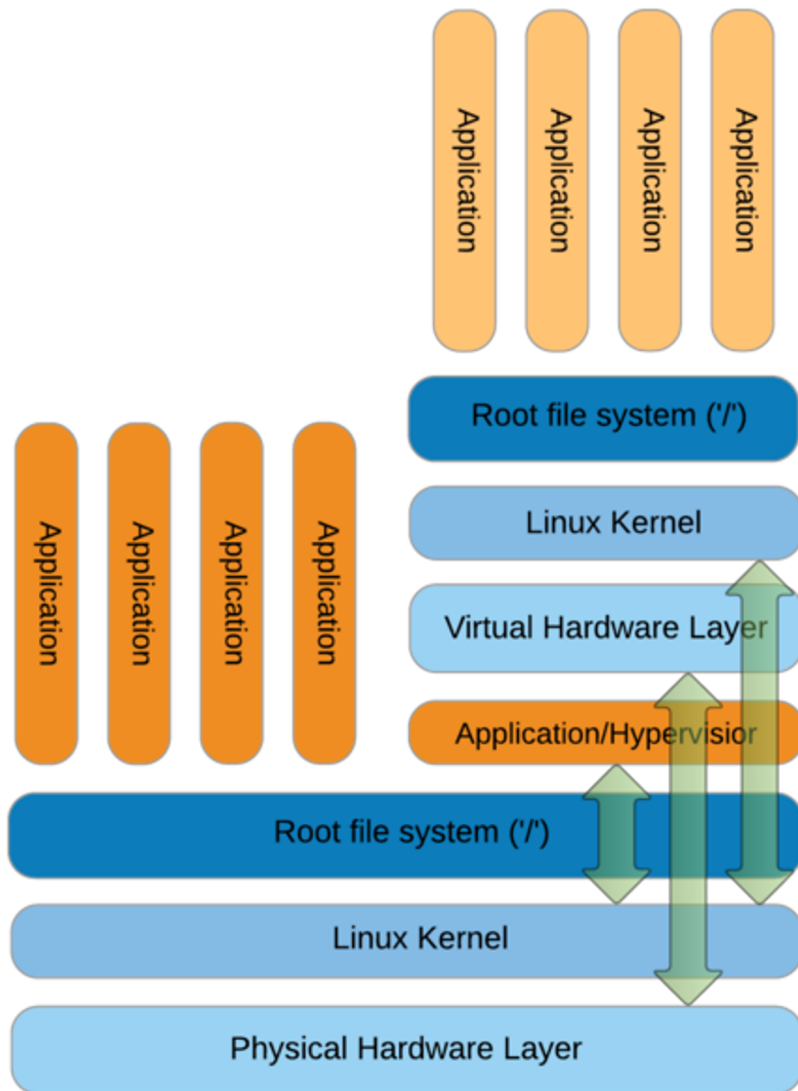 Application
Application
Application
Application
Root file system ('/')
Linux Kernel
Virtual Hardware Layer
Application/Hypervisior
Application
Application
Application
Application
Root file system ('/')
Linux Kernel
Physical Hardware Layer